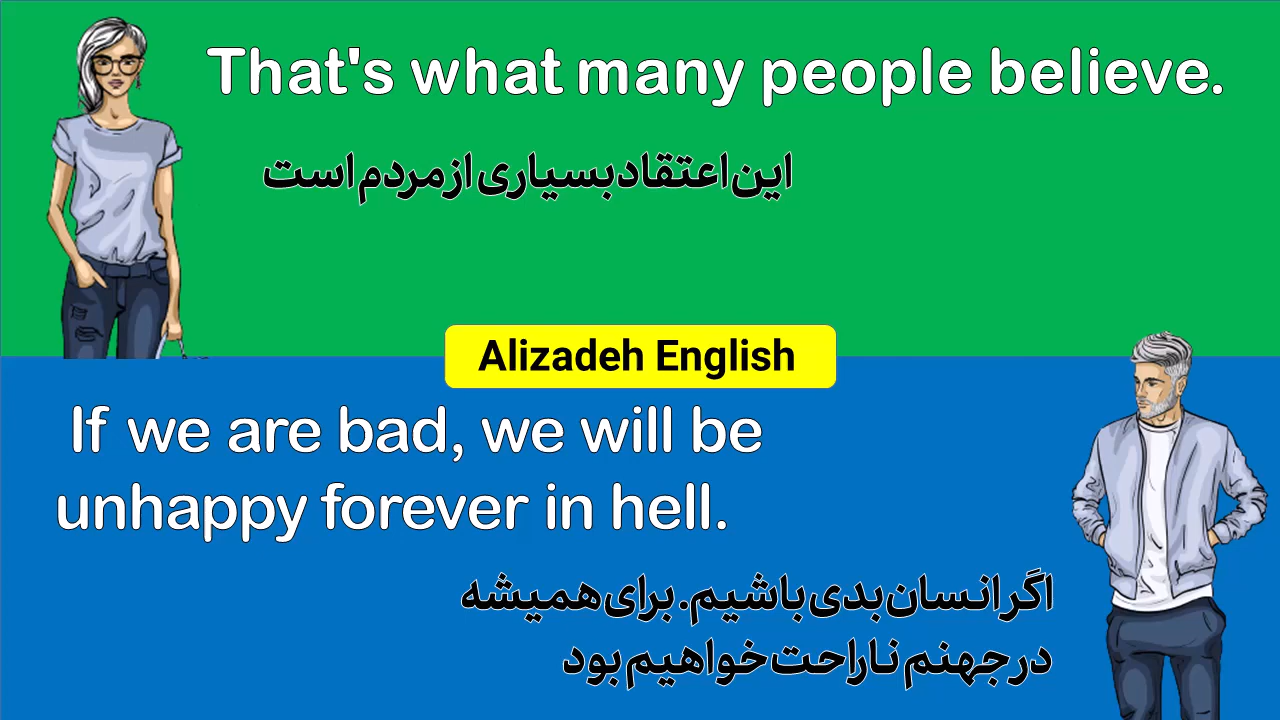 That's what many people believe.
این اعتقاد بسیاری از مردم است
Alizadeh English
If we are bad, we will be
unhappy forever in hell.
اگر انسان بدی باشیم. برای همیشه
در جهنم ناراحت خواهیم بود